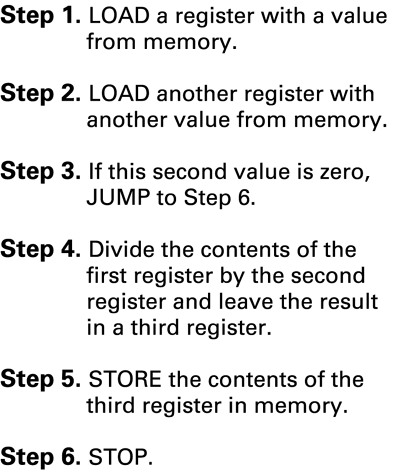 Step 1. LOAD a register with a value
from memory.
Step 2. LOAD another register with
another value from memory.
Step 3. If this second value is zero,
JUMP to Step 6.
Step 4. Divide the contents of the
first register by the second
register and leave the result
in a third register.
Step 5. STORE the contents of the
third register in memory.
Step 6. STOP.